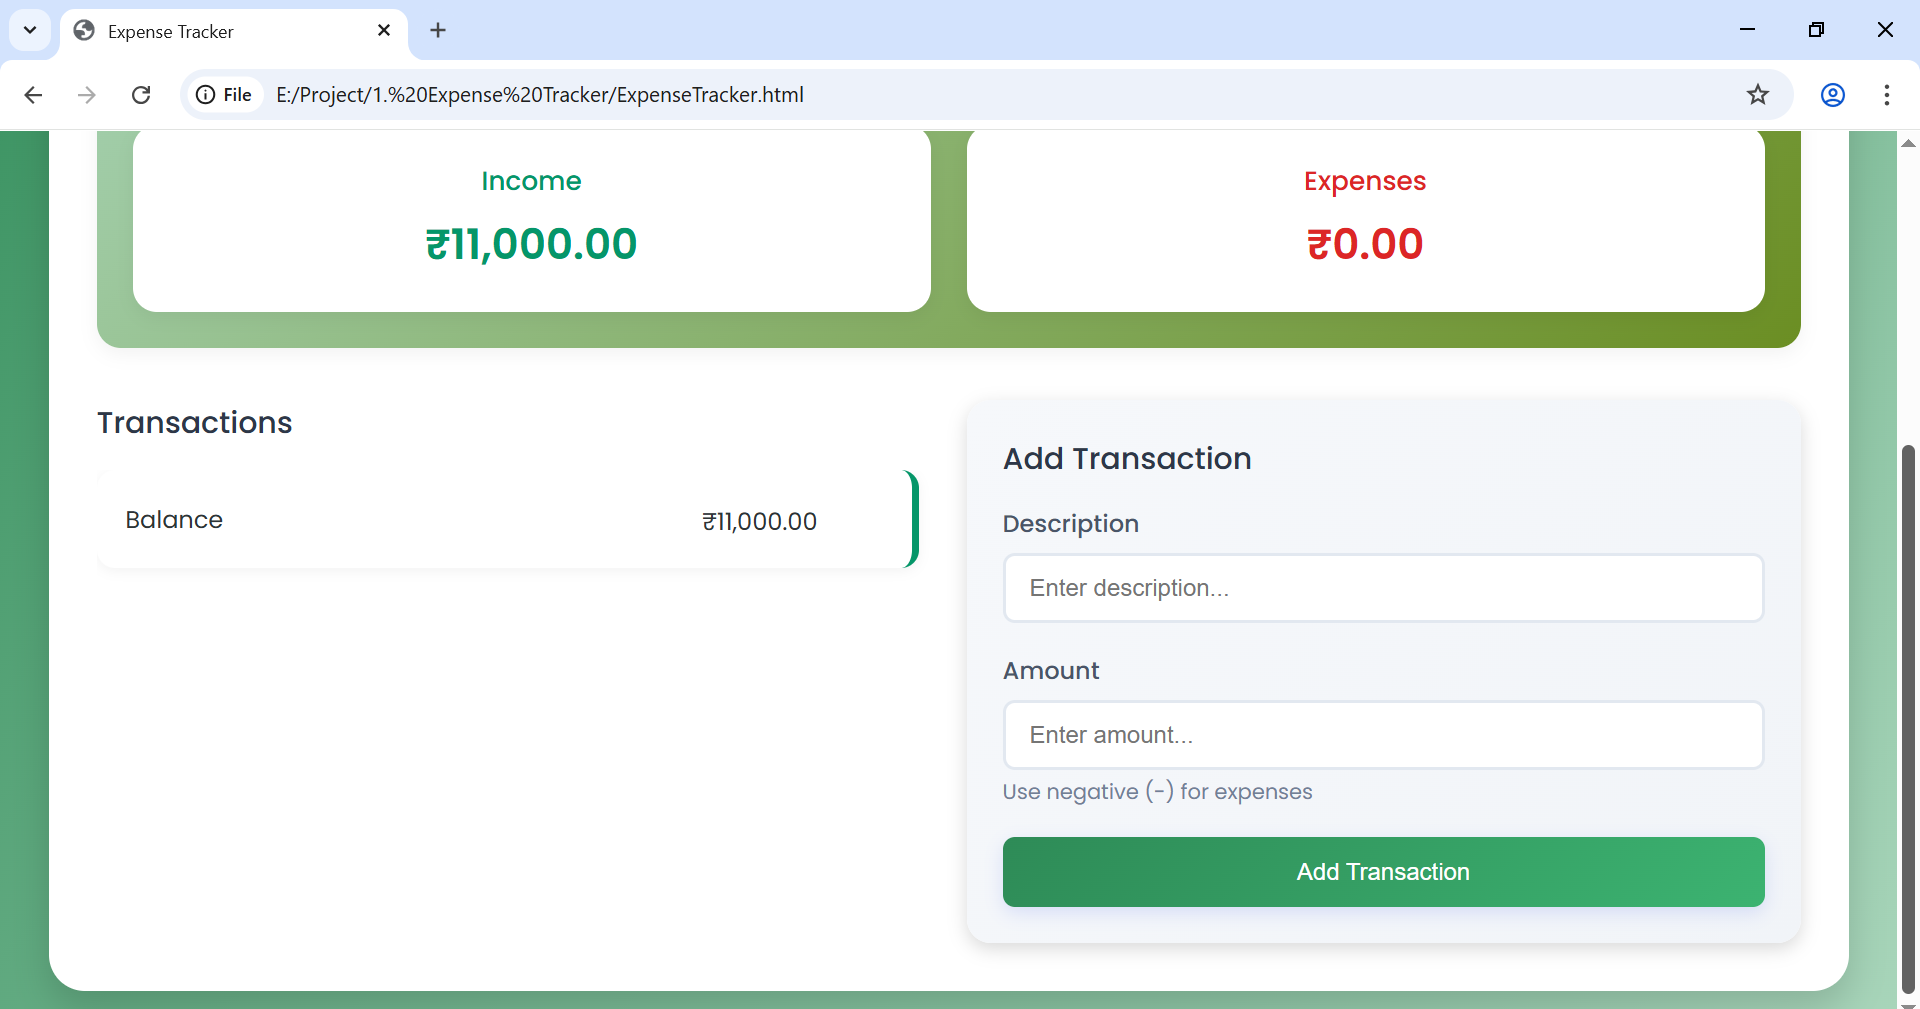 Expense Tracker
File E:/Project/1.%20Expense%20Tracker/ExpenseTracker.html
Income
₹11,000.00
Expenses
₹0.00
Transactions
Balance ₹11,000.00
Add Transaction
Description
Enter description...
Amount
Enter amount...
Use negative (-) for expenses
Add Transaction